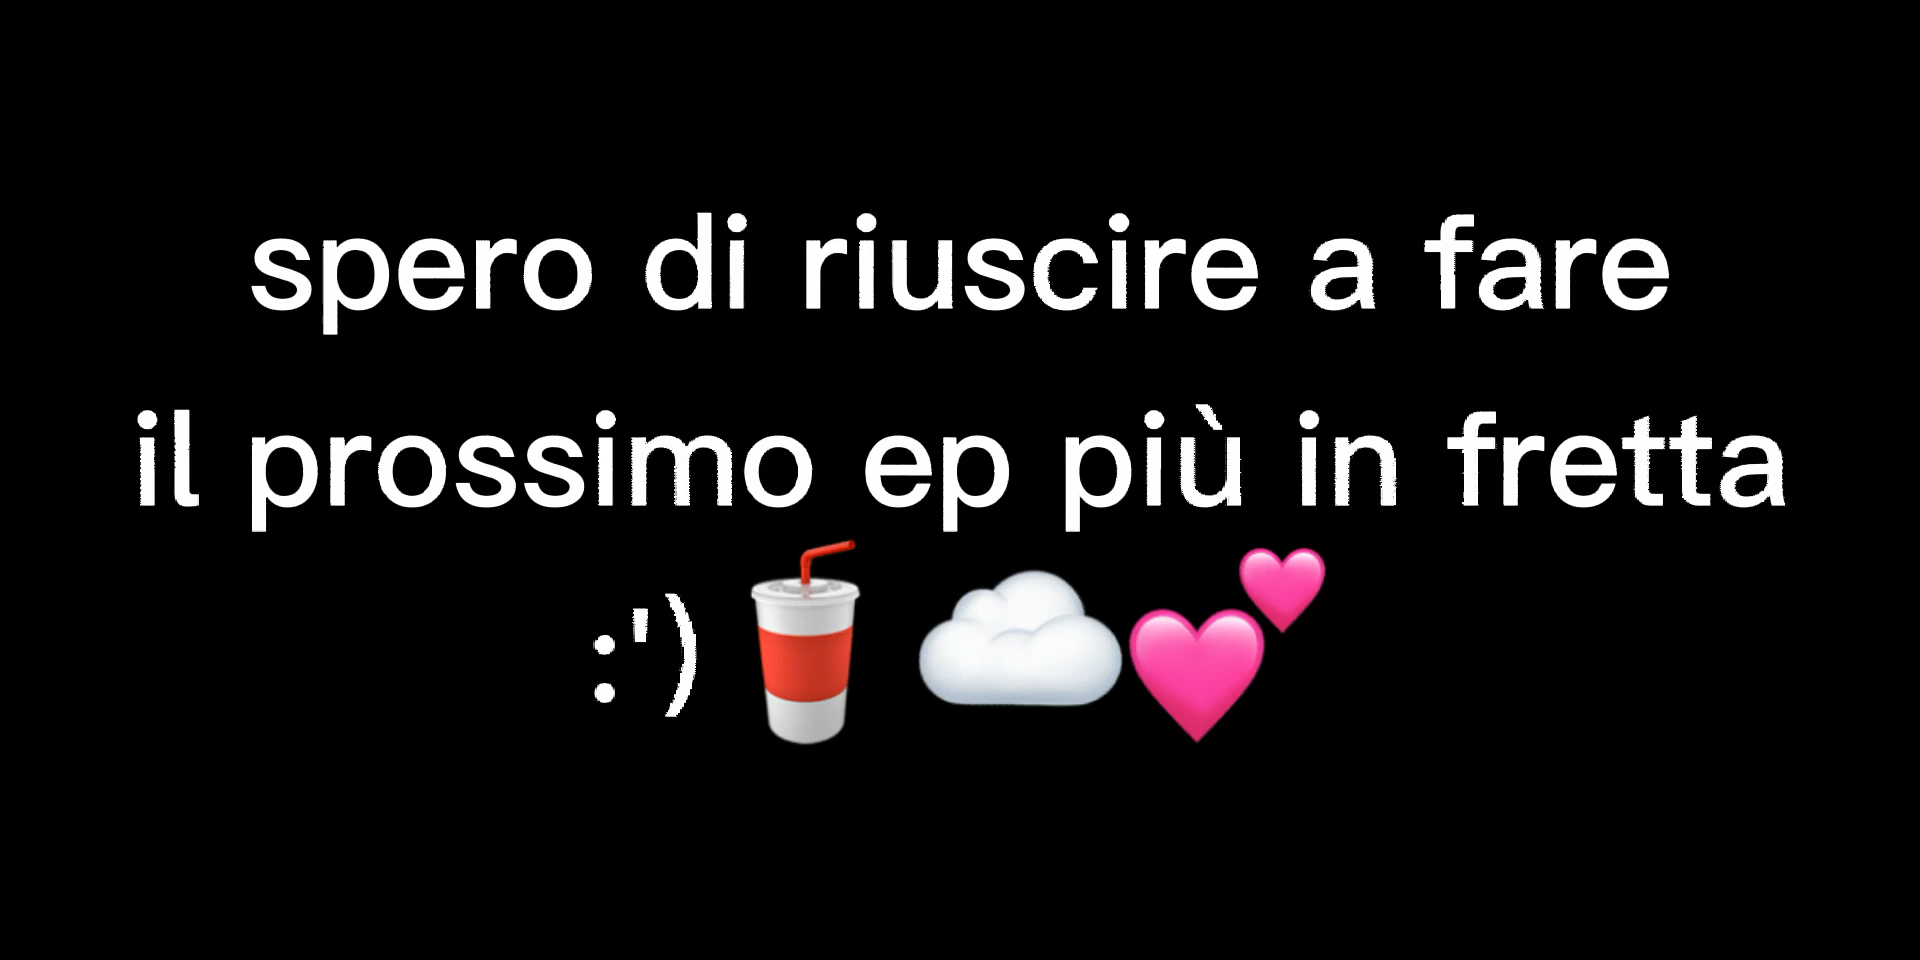 spero di riuscire a fare
il prossimo ep più in fretta
:') 🥤 ☁️💕